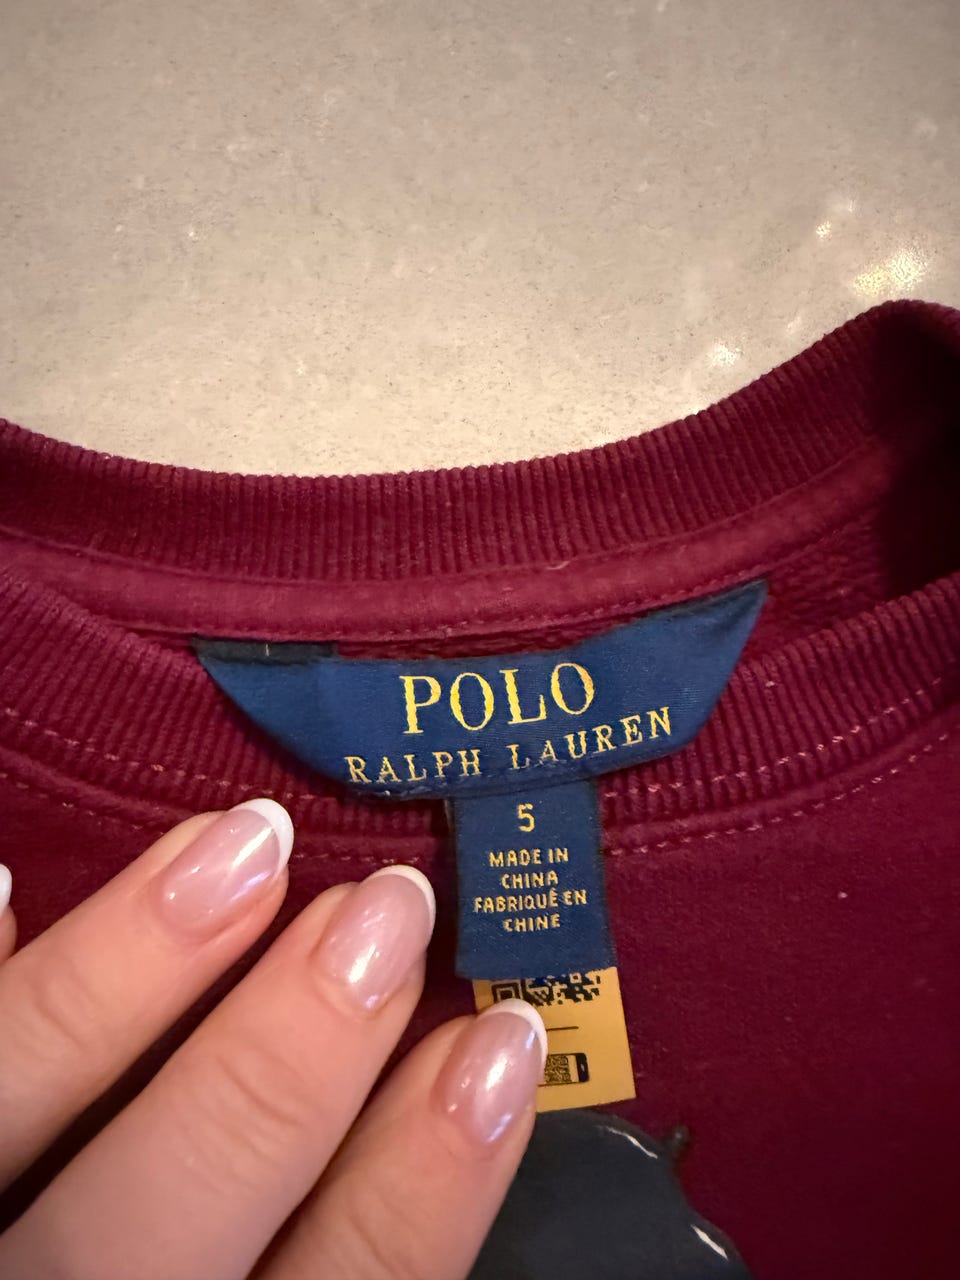 POLO
RALPH LAUREN
5
MADE IN
CHINA
FABRIQUÉ EN
CHINE